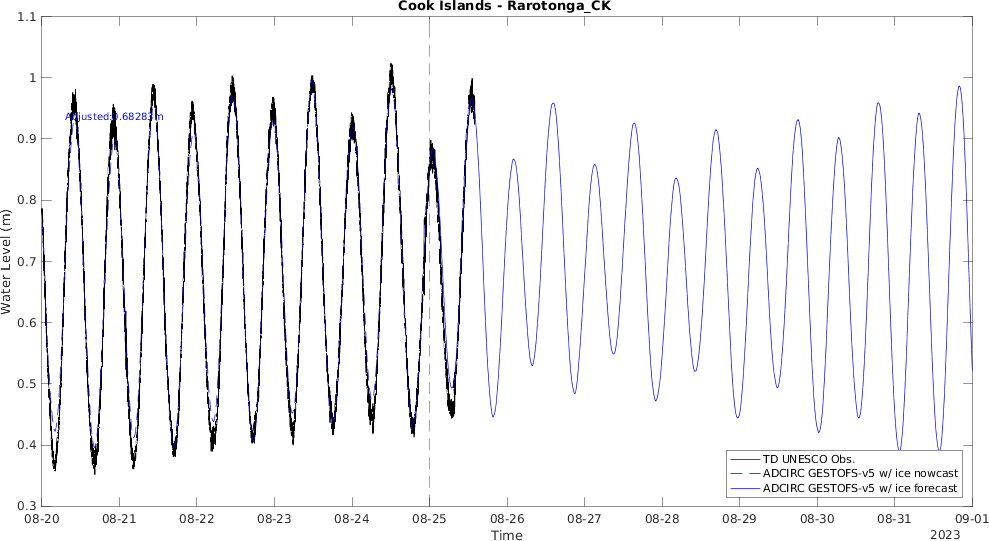 Cook Islands - Rarotonga_CK
1.1
1
0.9
0.8
0.7
0.6
0.5
0.4
0.3
Water Level (m)
Adjusted:0.68283m
TD UNESCO Obs.
ADCIRC GESTOFS-v5 w/ ice nowcast
ADCIRC GESTOFS-v5 w/ ice forecast
08-20 08-21 08-22 08-23 08-24 08-25 08-26 08-27 08-28 08-29 08-30 08-31 09-01
Time
2023